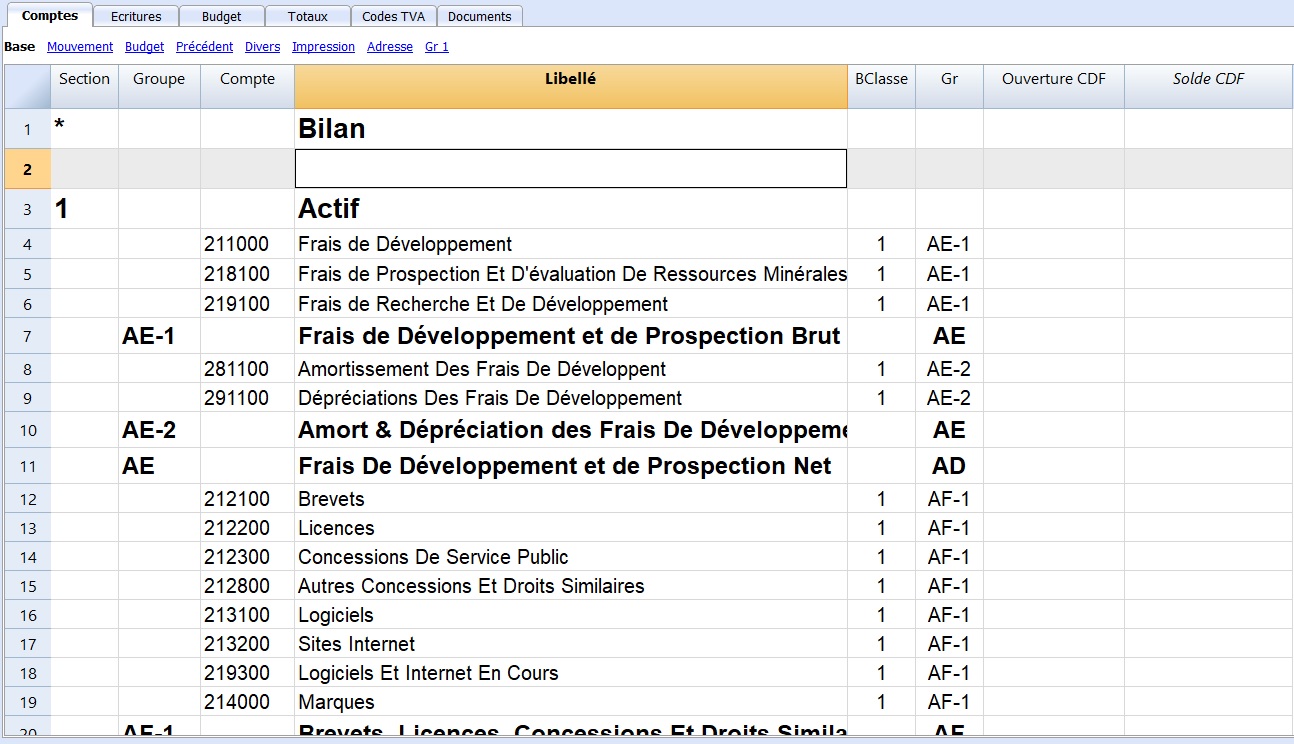 Comptes Ecritures Budget Totaux Codes TVA Documents
Base Mouvement Budget Précédent Divers Impression Adresse Gr 1
Section Groupe Compte Libellé BClasse Gr Ouverture CDF Solde CDF
1 * Bilan
2
3 1 Actif
4 211000 Frais de Développement 1 AE-1
5 218100 Frais de Prospection Et D'évaluation De Ressources Minérales 1 AE-1
6 219100 Frais de Recherche Et De Développement 1 AE-1
7 AE-1 Frais de Développement et de Prospection Brut AE
8 281100 Amortissement Des Frais De Développent 1 AE-2
9 291100 Dépréciations Des Frais De Développement 1 AE-2
10 AE-2 Amort & Dépréciation des Frais De Développeme AE
11 AE Frais De Développement et de Prospection Net AD
12 212100 Brevets 1 AF-1
13 212200 Licences 1 AF-1
14 212300 Concessions De Service Public 1 AF-1
15 212800 Autres Concessions Et Droits Similaires 1 AF-1
16 213100 Logiciels 1 AF-1
17 213200 Sites Internet 1 AF-1
18 219300 Logiciels Et Internet En Cours 1 AF-1
19 214000 Marques 1 AF-1
20 AF-1 Brevets, Licences, Concessions Et Droits Simila AF